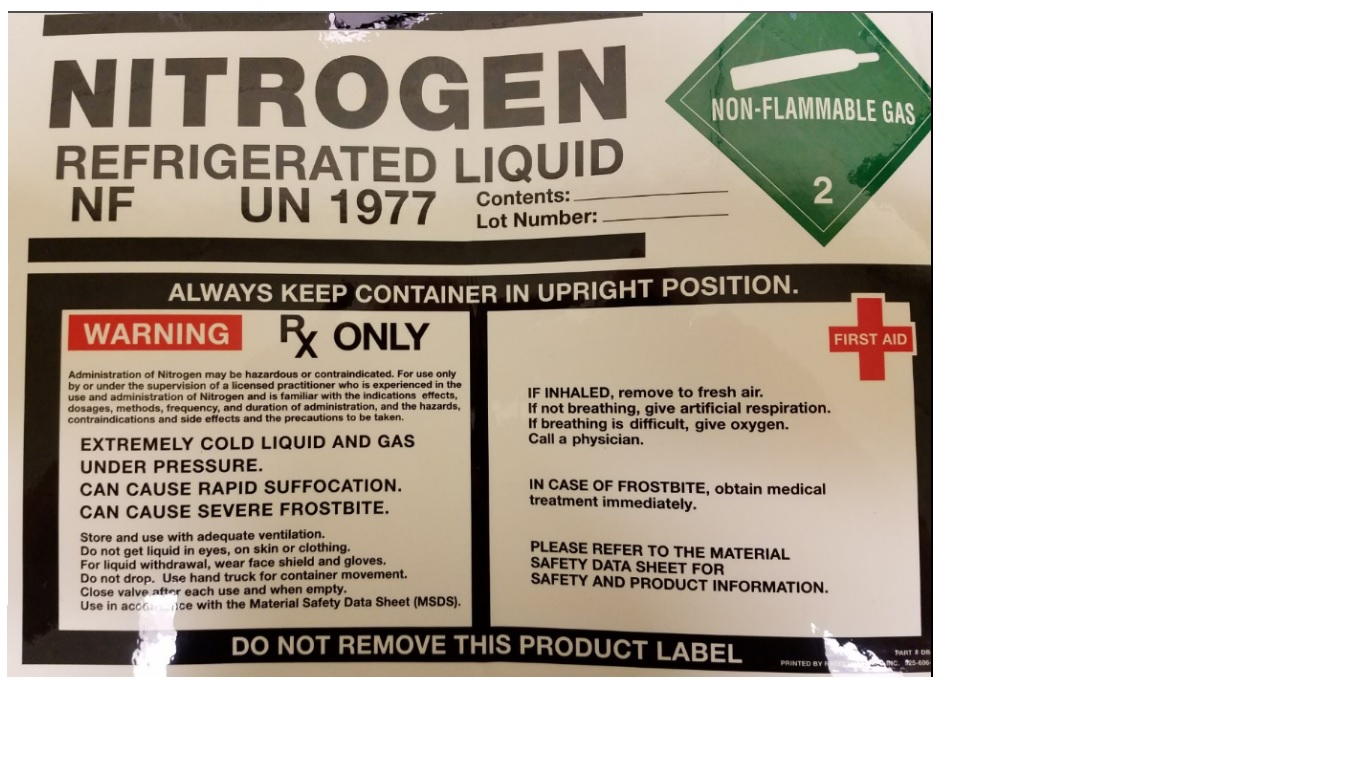 NITROGEN
REFRIGERATED LIQUID
NF UN 1977
Contents:
Lot Number:
NON-FLAMMABLE GAS
2
ALWAYS KEEP CONTAINER IN UPRIGHT POSITION.
WARNING Rx ONLY
Administration of Nitrogen may be hazardous or contraindicated. For use only
by or under the supervision of a licensed practitioner who is experienced in the
use and administration of Nitrogen and is familiar with the indications effects,
dosages, methods, frequency, and duration of administration, and the hazards,
contraindications and side effects and the precautions to be taken.
EXTREMELY COLD LIQUID AND GAS
UNDER PRESSURE.
CAN CAUSE RAPID SUFFOCATION.
CAN CAUSE SEVERE FROSTBITE.
Store and use with adequate ventilation.
Do not get liquid in eyes, on skin or clothing.
For liquid withdrawal, wear face shield and gloves.
Do not drop. Use hand truck for container movement.
Close valve after each use and when empty.
Use in with the Material Safety Data Sheet (MSDS).
FIRST AID
IF INHALED, remove to fresh air.
If not breathing, give artificial respiration.
If breathing is difficult, give oxygen.
Call a physician.
IN CASE OF FROSTBITE, obtain medical
treatment immediately.
PLEASE REFER TO THE MATERIAL
SAFETY DATA SHEET FOR
SAFETY AND PRODUCT INFORMATION.
DO NOT REMOVE THIS PRODUCT LABEL
PART #
PRINTED BY INC.